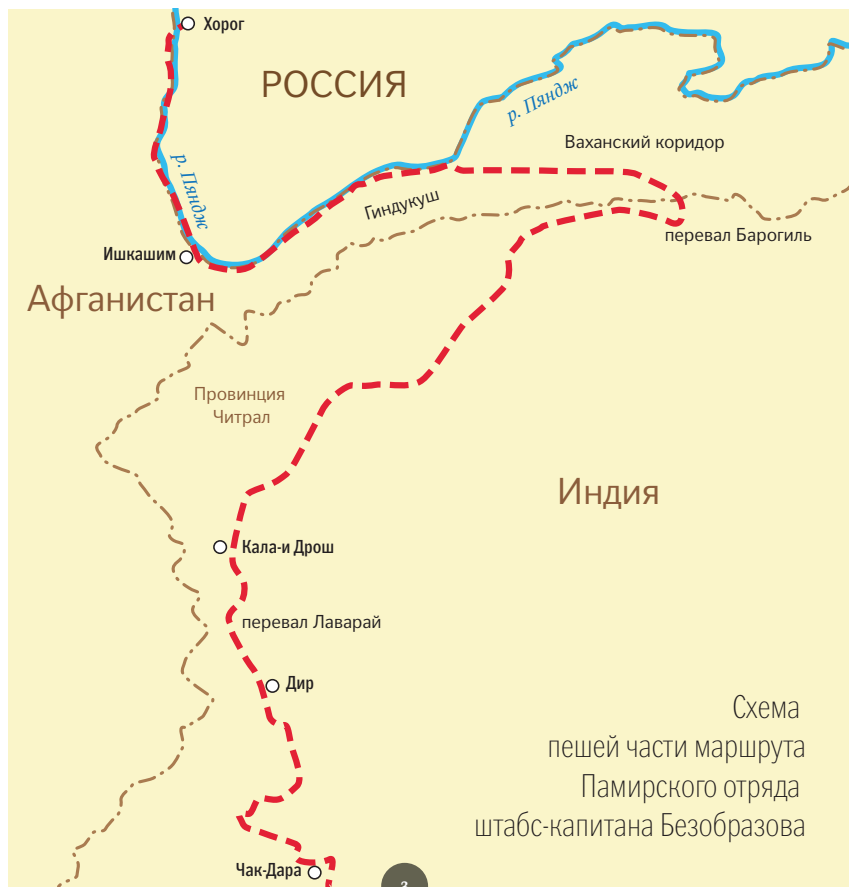 Хорог
РОССИЯ
р. Пяндж
Ваханский коридор
р. Пяндж
Гиндукуш
перевал Барогиль
Ишкашим
Афганистан
Провинция
Читрал
Индия
Кала-и Дрош
перевал Лаварай
Дир
Схема
пешей части маршрута
Памирского отряда
штабс-капитана Безобразова
Чак-Дара